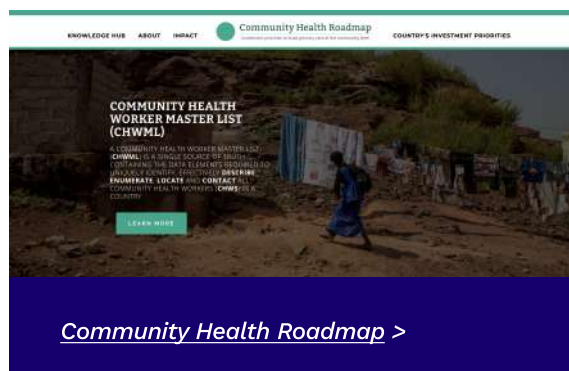 KNOWLEDGE HUB ABOUT IMPACT
Community Health Roadmap
COUNTRY'S INVESTMENT PRIORITIES
COMMUNITY HEALTH
WORKER MASTER LIST
(CHWML)
A COMMUNITY HEALTH WORKER MASTER LIST
(CHWML) IS A SINGLE SOURCE OF TRUTH
CONTAINING THE DATA ELEMENTS REQUIRED TO
UNIQUELY IDENTIFY, EFFECTIVELY DESCRIBE,
ENUMERATE, LOCATE AND CONTACT ALL
COMMUNITY HEALTH WORKERS (CHWS) IN A
COUNTRY
LEARN MORE
Community Health Roadmap >